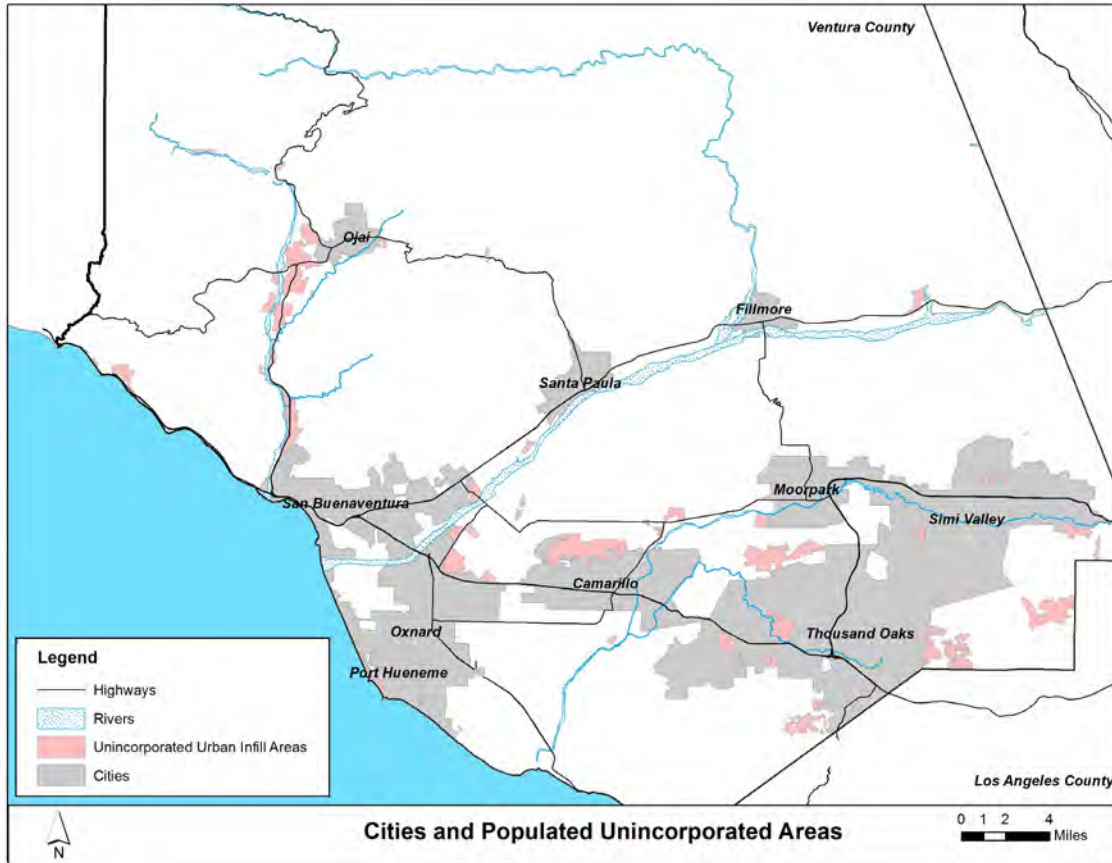 Ventura County
Ojai
Fillmore
Santa Paula
San Buenaventura
Moorpark
Simi Valley
Camarillo
Oxnard
Thousand Oaks
Port Hueneme
Los Angeles County
Legend
Highways
Rivers
Unincorporated Urban Infill Areas
Cities
N
Cities and Populated Unincorporated Areas
0 1 2 4
Miles